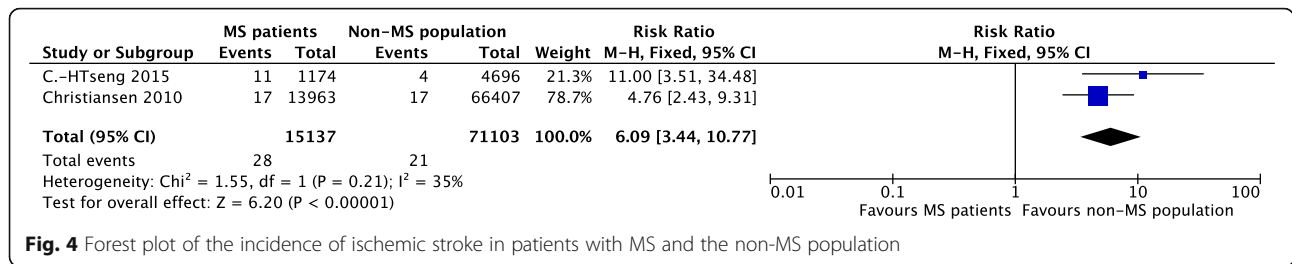 MS patients Non-MS population Risk Ratio Risk Ratio
Study or Subgroup Events Total Events Total Weight M-H, Fixed, 95% CI M-H, Fixed, 95% CI
C.-HTseng 2015 11 1174 4 4696 21.3% 11.00 [3.51, 34.48]
Christiansen 2010 17 13963 17 66407 78.7% 4.76 [2.43, 9.31]
Total (95% CI) 15137 71103 100.0% 6.09 [3.44, 10.77]
Total events 28 21
Heterogeneity: Chi² = 1.55, df = 1 (P = 0.21); I² = 35%
Test for overall effect: Z = 6.20 (P < 0.00001)
0.01 0.1 1 10 100
Favours MS patients Favours non-MS population
Fig. 4 Forest plot of the incidence of ischemic stroke in patients with MS and the non-MS population